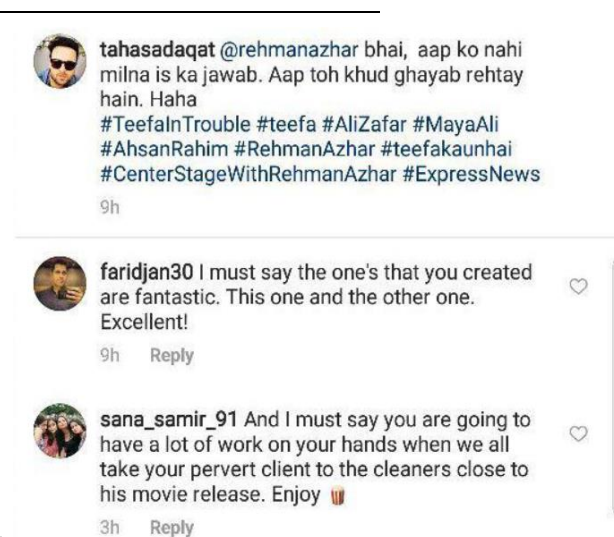 tahasadaqat @rehmanazhar bhai, aap ko nahi
milna is ka jawab. Aap toh khud ghayab rehtay
hain. Haha
#TeefaInTrouble #teefa #AliZafar #MayaAli
#AhsanRahim #RehmanAzhar #teefakaunhai
#CenterStageWithRehmanAzhar #ExpressNews
9h
faridjan30 I must say the one's that you created
are fantastic. This one and the other one.
Excellent!
9h Reply
sana_samir_91 And I must say you are going to
have a lot of work on your hands when we all
take your pervert client to the cleaners close to
his movie release. Enjoy 🍿
3h Reply